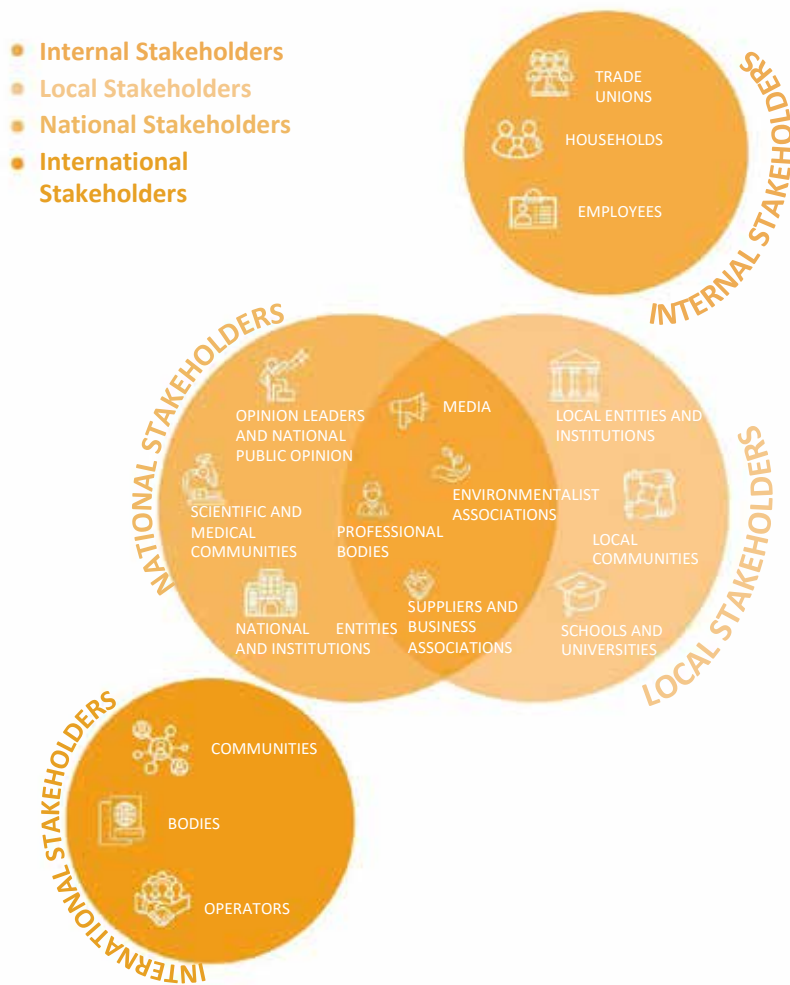 Internal Stakeholders
Local Stakeholders
National Stakeholders
International
Stakeholders
TRADE
UNIONS
HOUSEHOLDS
EMPLOYEES
INTERNAL STAKEHOLDERS
NATIONAL STAKEHOLDERS
OPINION LEADERS
AND NATIONAL
PUBLIC OPINION
SCIENTIFIC AND
MEDICAL
COMMUNITIES
NATIONAL ENTITIES
AND INSTITUTIONS
MEDIA
ENVIRONMENTALIST
ASSOCIATIONS
PROFESSIONAL
BODIES
SUPPLIERS AND
BUSINESS
ASSOCIATIONS
LOCAL ENTITIES AND
INSTITUTIONS
LOCAL
COMMUNITIES
SCHOOLS AND
UNIVERSITIES
LOCAL STAKEHOLDERS
INTERNATIONAL STAKEHOLDERS
COMMUNITIES
BODIES
OPERATORS